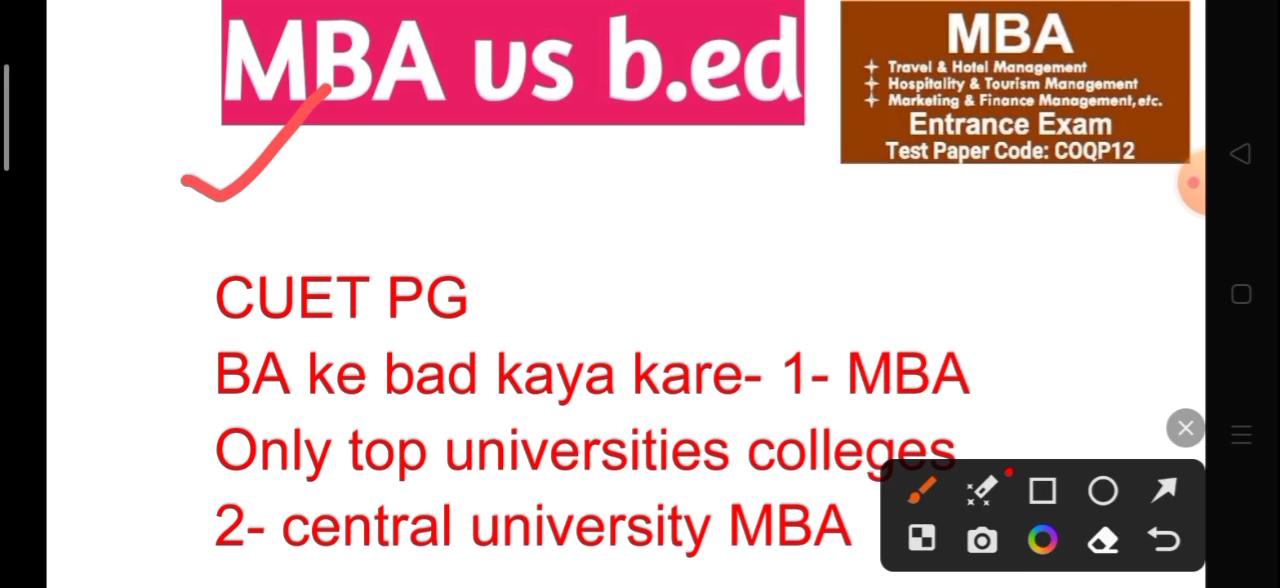 MBA vs b.ed
MBA
Travel & Hotel Management
Hospitality & Tourism Management
Marketing & Finance Management,etc.
Entrance Exam
Test Paper Code: COQP12
CUET PG
BA ke bad kaya kare- 1- MBA
Only top universities colleges
2- central university MBA